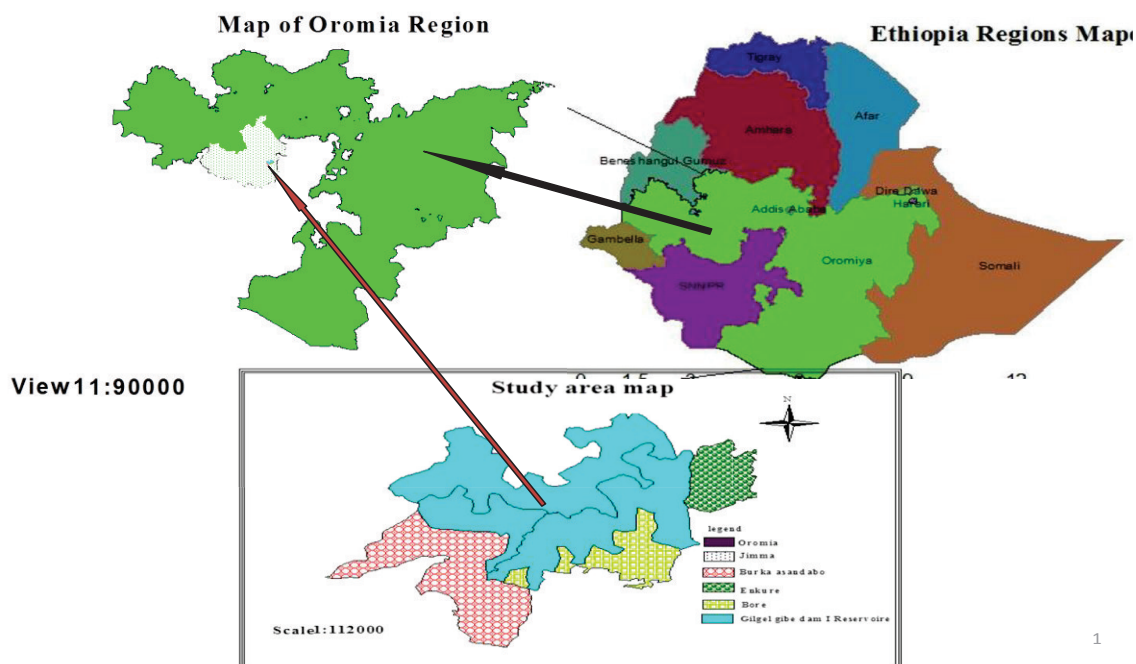 Map of Oromia Region
Ethiopia Regions Map
Tigray
Afar
Amhara
Beneshangul Gumuz
Dire Dawa
Harari
Addis Ababa
Gambella
Oromiya
Somali
SNNPR
View11:90000
Study area map
N
legend
Oromia
Jimma
Burka asandabo
Enkure
Bore
Gilgel gibe dam I Reservoire
Scale1:112000
1